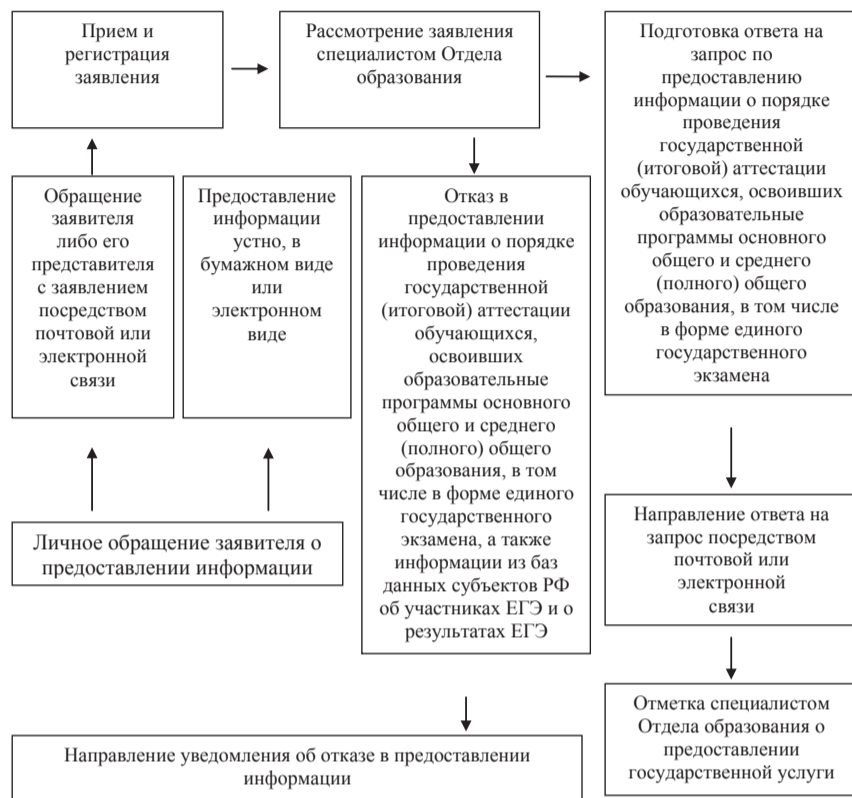 Прием и
регистрация
заявления
Рассмотрение заявления
специалистом Отдела
образования
Подготовка ответа на
запрос по
предоставлению
информации о порядке
проведения
государственной
(итоговой) аттестации
обучающихся, освоивших
образовательные
программы основного
общего и среднего
(полного) общего
образования, в том числе
в форме единого
государственного
экзамена
Обращение
заявителя
либо его
представителя
с заявлением
посредством
почтовой или
электронной
связи
Предоставление
информации
устно, в
бумажном виде
или
электронном
виде
Отказ в
предоставлении
информации о порядке
проведения
государственной
(итоговой) аттестации
обучающихся,
освоивших
образовательные
программы основного
общего и среднего
(полного) общего
образования, в том
числе в форме единого
государственного
экзамена, а также
информации из баз
данных субъектов РФ
об участниках ЕГЭ и о
результатах ЕГЭ
Личное обращение заявителя о
предоставлении информации
Направление ответа на
запрос посредством
почтовой или
электронной
связи
Отметка специалистом
Отдела образования о
предоставлении
государственной услуги
Направление уведомления об отказе в предоставлении
информации